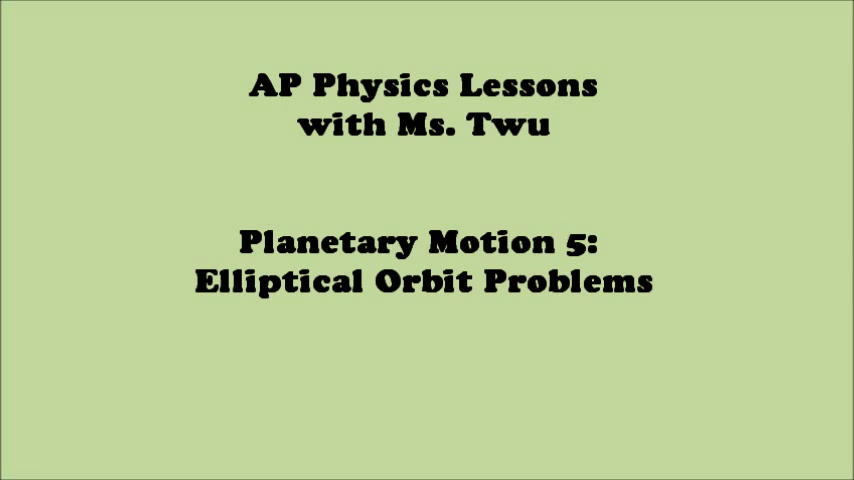 AP Physics Lessons
with Ms. Twu
Planetary Motion 5:
Elliptical Orbit Problems